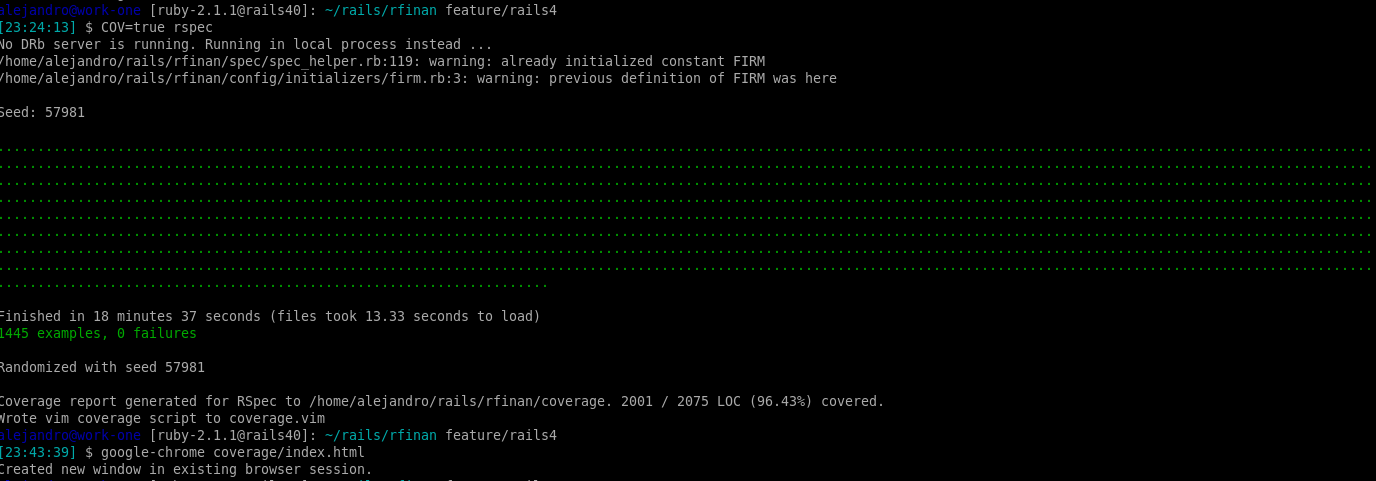 alejandro@work-one [ruby-2.1.1@rails40]: ~/rails/rfinan feature/rails4
[23:24:13] $ COV=true rspec
No DRb server is running. Running in local process instead ...
/home/alejandro/rails/rfinan/spec/spec_helper.rb:119: warning: already initialized constant FIRM
/home/alejandro/rails/rfinan/config/initializers/firm.rb:3: warning: previous definition of FIRM was here
Seed: 57981
Finished in 18 minutes 37 seconds (files took 13.33 seconds to load)
1445 examples, 0 failures
Randomized with seed 57981
Coverage report generated for RSpec to /home/alejandro/rails/rfinan/coverage. 2001 / 2075 LOC (96.43%) covered.
Wrote vim coverage script to coverage.vim
alejandro@work-one [ruby-2.1.1@rails40]: ~/rails/rfinan feature/rails4
[23:43:39] $ google-chrome coverage/index.html
Created new window in existing browser session.